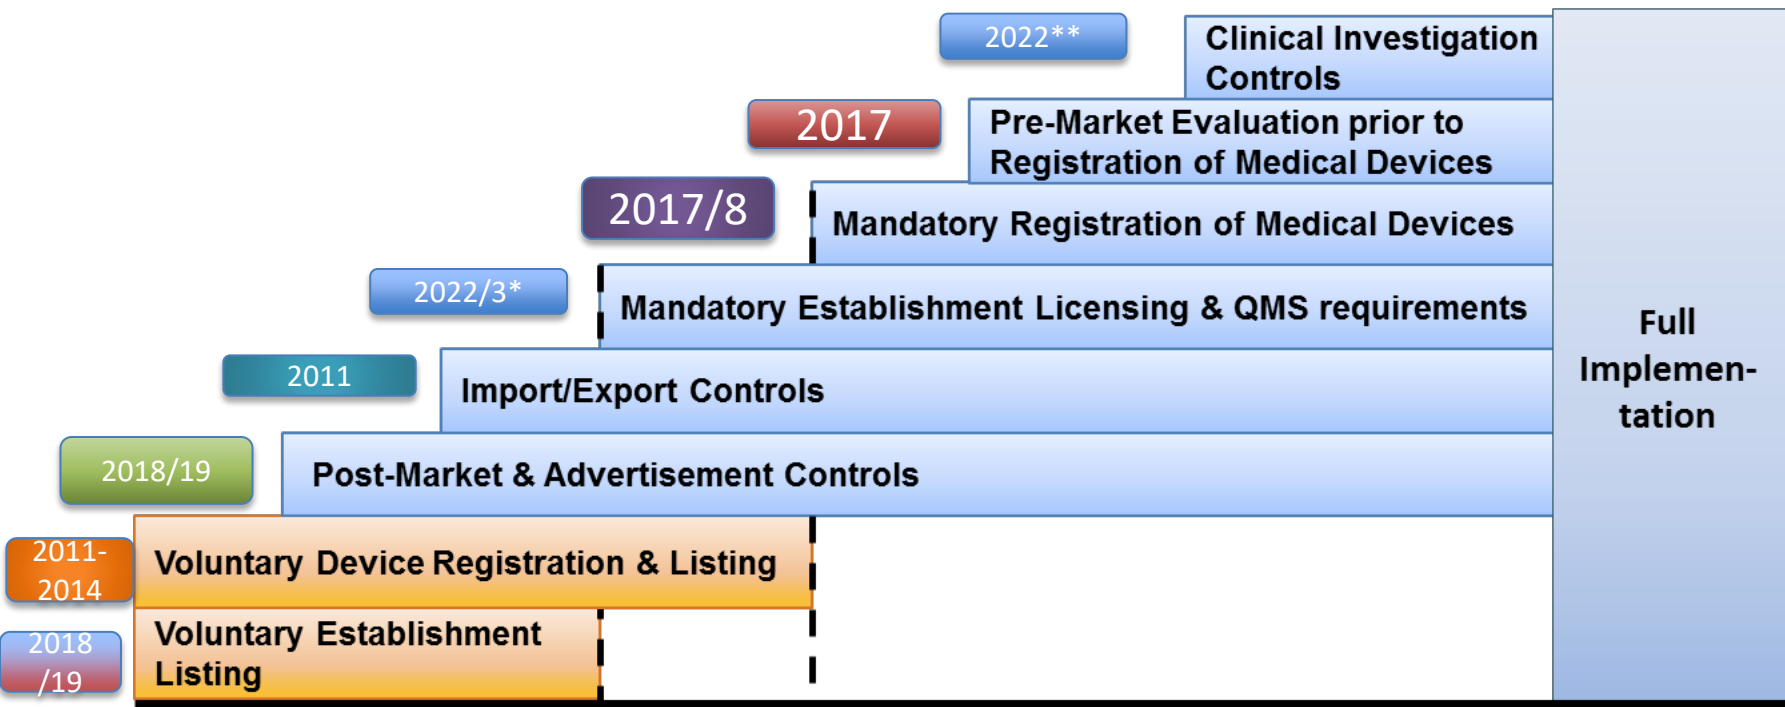 2022**
Clinical Investigation
Controls
2017
Pre-Market Evaluation prior to
Registration of Medical Devices
2017/8
Mandatory Registration of Medical Devices
2022/3*
Mandatory Establishment Licensing & QMS requirements
2011
Import/Export Controls
2018/19
Post-Market & Advertisement Controls
2011-
2014
Voluntary Device Registration & Listing
2018
/19
Voluntary Establishment
Listing
Full
Implemen-
tation